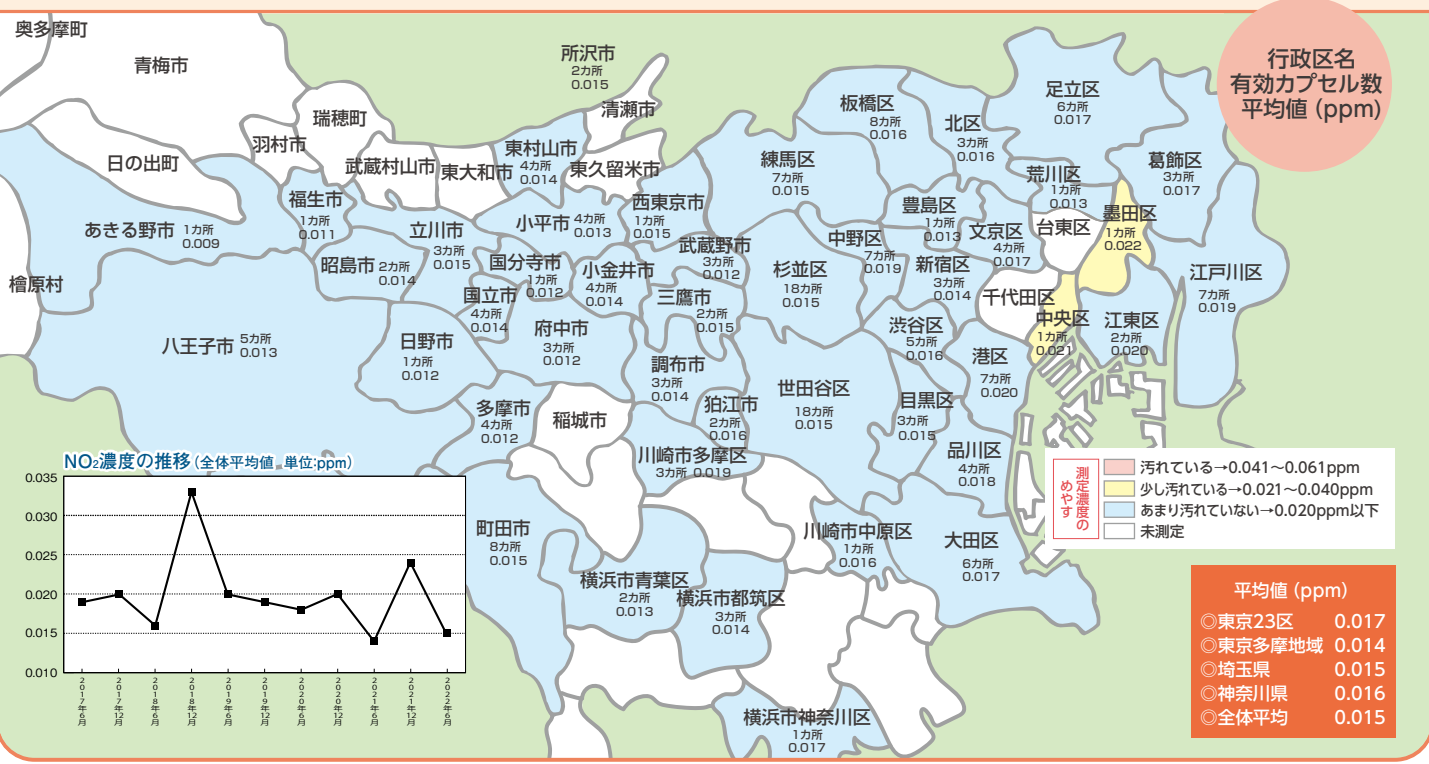 行政区名
有効カプセル数
平均値 (ppm)
奥多摩町
青梅市
日の出町
羽村市
瑞穂町
武蔵村山市
東大和市
東村山市
4カ所
0.014
所沢市
2カ所
0.015
清瀬市
東久留米市
西東京市
1カ所
0.015
練馬区
7カ所
0.015
板橋区
8カ所
0.016
北区
3カ所
0.016
足立区
6カ所
0.017
葛飾区
3カ所
0.017
荒川区
1カ所
0.013
墨田区
1カ所
0.022
台東区
文京区
4カ所
0.017
豊島区
1カ所
0.013
中野区
7カ所
0.019
新宿区
3カ所
0.014
千代田区
中央区
1カ所
0.021
江東区
2カ所
0.020
江戸川区
7カ所
0.019
檜原村
あきる野市 1カ所
0.009
福生市
1カ所
0.011
昭島市 2カ所
0.014
立川市
3カ所
0.015
小平市 4カ所
0.013
国分寺市
1カ所
0.012
国立市
4カ所
0.014
小金井市
4カ所
0.014
武蔵野市
3カ所
0.012
三鷹市
2カ所
0.015
杉並区
18カ所
0.015
渋谷区
5カ所
0.016
港区
7カ所
0.020
八王子市 5カ所
0.013
日野市
1カ所
0.012
府中市
3カ所
0.012
調布市
3カ所
0.014
狛江市
2カ所
0.016
世田谷区
18カ所
0.015
目黒区
3カ所
0.015
品川区
4カ所
0.018
多摩市
4カ所
0.012
稲城市
川崎市多摩区
3カ所 0.019
町田市
8カ所
0.015
川崎市中原区
1カ所
0.016
大田区
6カ所
0.017
横浜市青葉区
2カ所
0.013
横浜市都筑区
3カ所
0.014
横浜市神奈川区
1カ所
0.017
NO₂濃度の推移 (全体平均値 単位:ppm)
0.035
0.030
0.025
0.020
0.015
0.010
2017年6月
2017年12月
2018年6月
2018年12月
2019年6月
2019年12月
2020年6月
2020年12月
2021年6月
2021年12月
2022年6月
測定濃度の
めやす
汚れている→0.041〜0.061ppm
少し汚れている→0.021〜0.040ppm
あまり汚れていない→0.020ppm以下
未測定
平均値 (ppm)
◎東京23区 0.017
◎東京多摩地域 0.014
◎埼玉県 0.015
◎神奈川県 0.016
◎全体平均 0.015